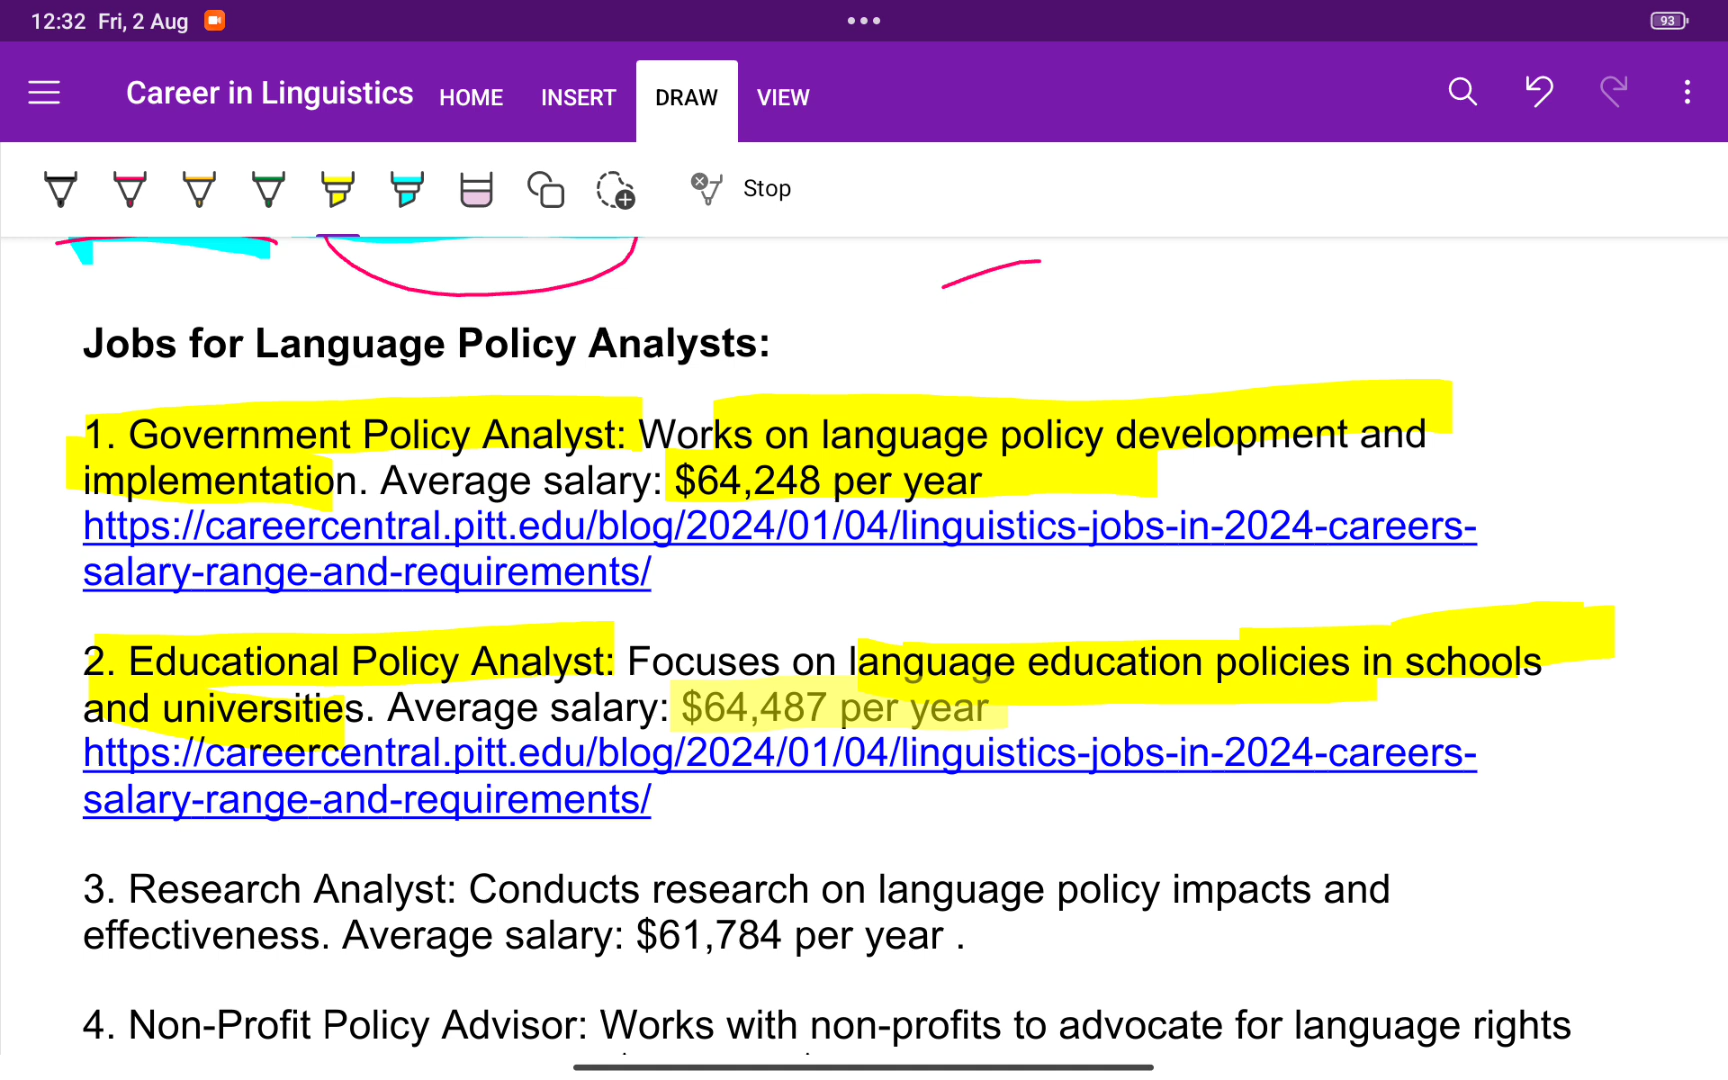 12:32 Fri, 2 Aug
93
Career in Linguistics HOME INSERT DRAW VIEW
Stop
Jobs for Language Policy Analysts:
1. Government Policy Analyst: Works on language policy development and
implementation. Average salary: $64,248 per year
https://careercentral.pitt.edu/blog/2024/01/04/linguistics-jobs-in-2024-careers-
salary-range-and-requirements/
2. Educational Policy Analyst: Focuses on language education policies in schools
and universities. Average salary: $64,487 per year
https://careercentral.pitt.edu/blog/2024/01/04/linguistics-jobs-in-2024-careers-
salary-range-and-requirements/
3. Research Analyst: Conducts research on language policy impacts and
effectiveness. Average salary: $61,784 per year .
4. Non-Profit Policy Advisor: Works with non-profits to advocate for language rights